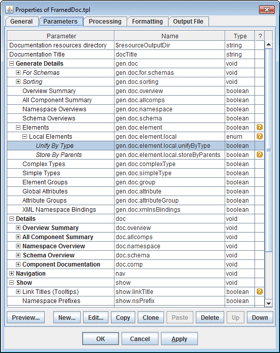 Properties of FramedDoc.tpl
General Parameters Processing Formatting Output File
Parameter Name Type ?
Documentation resources directory $resourceOutputDir string
Documentation Title docTitle string
Generate Details gen.doc void
For Schemas gen.doc.for.schemas void
Sorting gen.doc.sorting void
Overview Summary gen.doc.overview boolean
All Component Summary gen.doc.allcomps boolean
Namespace Overviews gen.doc.namespace boolean
Schema Overviews gen.doc.schema boolean
Elements gen.doc.element boolean ?
Local Elements gen.doc.element.local enum ?
Unify By Type gen.doc.element.local.unifyByType boolean
Store By Parents gen.doc.element.local.storeByParents boolean ?
Complex Types gen.doc.complexType boolean
Simple Types gen.doc.simpleType boolean
Element Groups gen.doc.group boolean
Global Attributes gen.doc.attribute boolean
Attribute Groups gen.doc.attributeGroup boolean
XML Namespace Bindings gen.doc.xmlnsBindings boolean
Details doc void
Overview Summary doc.overview void
All Component Summary doc.allcomps void
Namespace Overview doc.namespace void
Schema Overview doc.schema void
Component Documentation doc.comp void
Navigation nav void
Show show void
Link Titles (Tooltips) show.linkTitle boolean ?
Namespace Prefixes show.nsPrefix boolean
Preview... New... Edit... Copy Clone Paste Delete Up Down
OK Cancel Apply